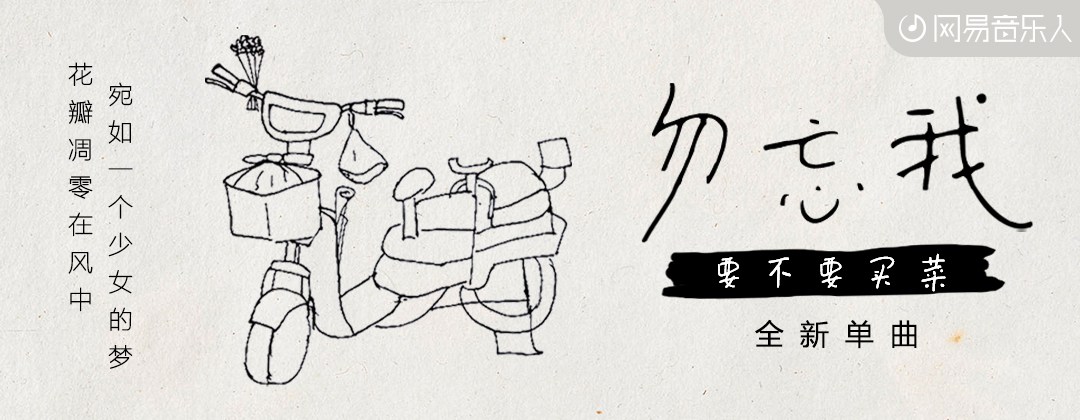 花瓣凋零在风中
宛如一个少女的梦
网易音乐人
勿忘我
要不要买菜
全新单曲